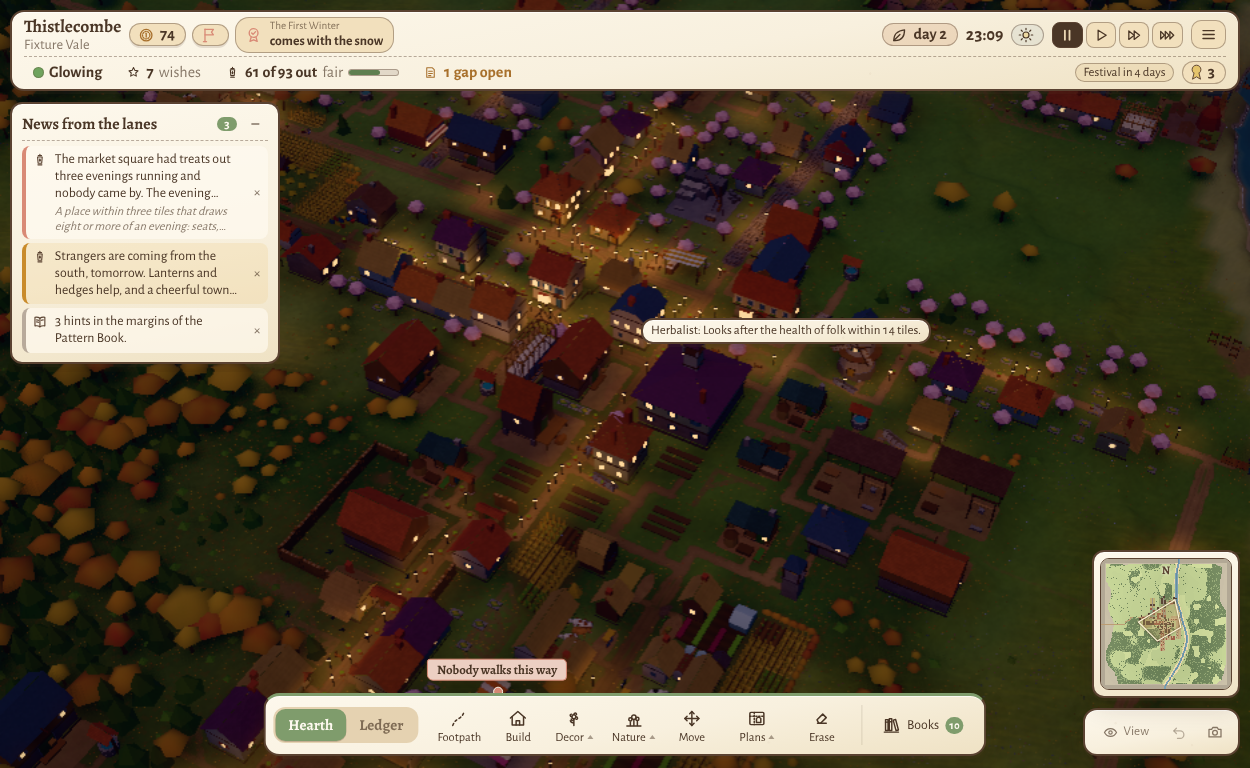 Thistlecombe
Fixture Vale
74
The First Winter
comes with the snow
day 2
23:09
Glowing
7 wishes
61 of 93 out fair
1 gap open
Festival in 4 days
3
News from the lanes
3
The market square had treats out
three evenings running and
nobody came by. The evening…
A place within three tiles that draws
eight or more of an evening: seats,…
Strangers are coming from the
south, tomorrow. Lanterns and
hedges help, and a cheerful town…
3 hints in the margins of the
Pattern Book.
Herbalist: Looks after the health of folk within 14 tiles.
N
Nobody walks this way
Hearth
Ledger
Footpath
Build
Decor
Nature
Move
Plans
Erase
Books 10
View